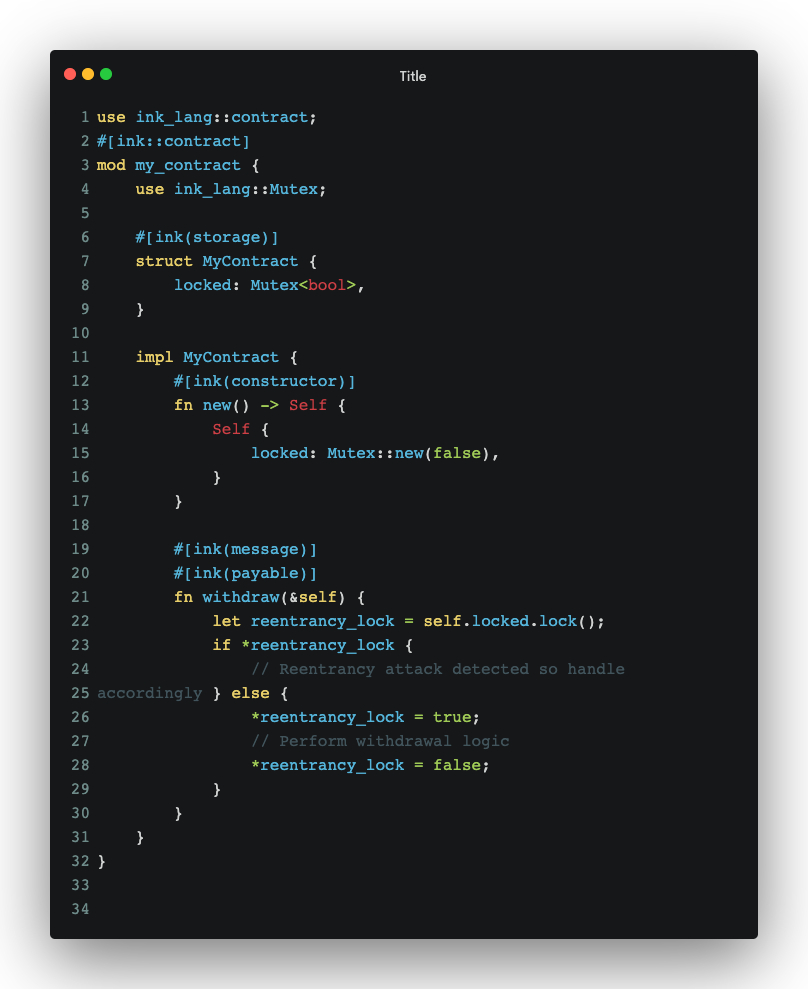 Title
1 use ink_lang::contract;
2 #[ink::contract]
3 mod my_contract {
4     use ink_lang::Mutex;
5
6     #[ink(storage)]
7     struct MyContract {
8         locked: Mutex<bool>,
9     }
10
11     impl MyContract {
12         #[ink(constructor)]
13         fn new() -> Self {
14             Self {
15                 locked: Mutex::new(false),
16             }
17         }
18
19         #[ink(message)]
20         #[ink(payable)]
21         fn withdraw(&self) {
22             let reentrancy_lock = self.locked.lock();
23             if *reentrancy_lock {
24                 // Reentrancy attack detected so handle
25 accordingly } else {
26                 *reentrancy_lock = true;
27                 // Perform withdrawal logic
28                 *reentrancy_lock = false;
29             }
30         }
31     }
32 }
33
34